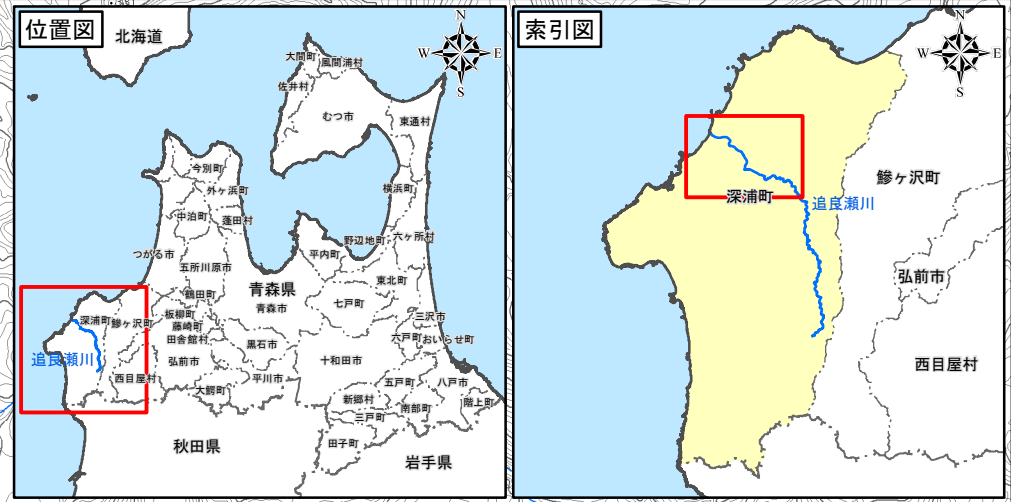 位置図
北海道
N
W
E
S
大間町
風間浦村
佐井村
むつ市
東通村
今別町
外ヶ浜町
横浜町
中泊町
蓬田村
つがる市
平内町
野辺地町
六ヶ所村
五所川原市
東北町
青森県
鶴田町
七戸町
青森市
深浦町
鰺ヶ沢町
板柳町
藤崎町
三沢市
田舎館村
黒石市
六戸町
おいらせ町
追良瀬川
弘前市
十和田市
西目屋村
平川市
五戸町
八戸市
大鰐町
新郷村
南部町
階上町
三戸町
秋田県
田子町
岩手県
索引図
N
W
E
S
鰺ヶ沢町
深浦町
追良瀬川
弘前市
西目屋村